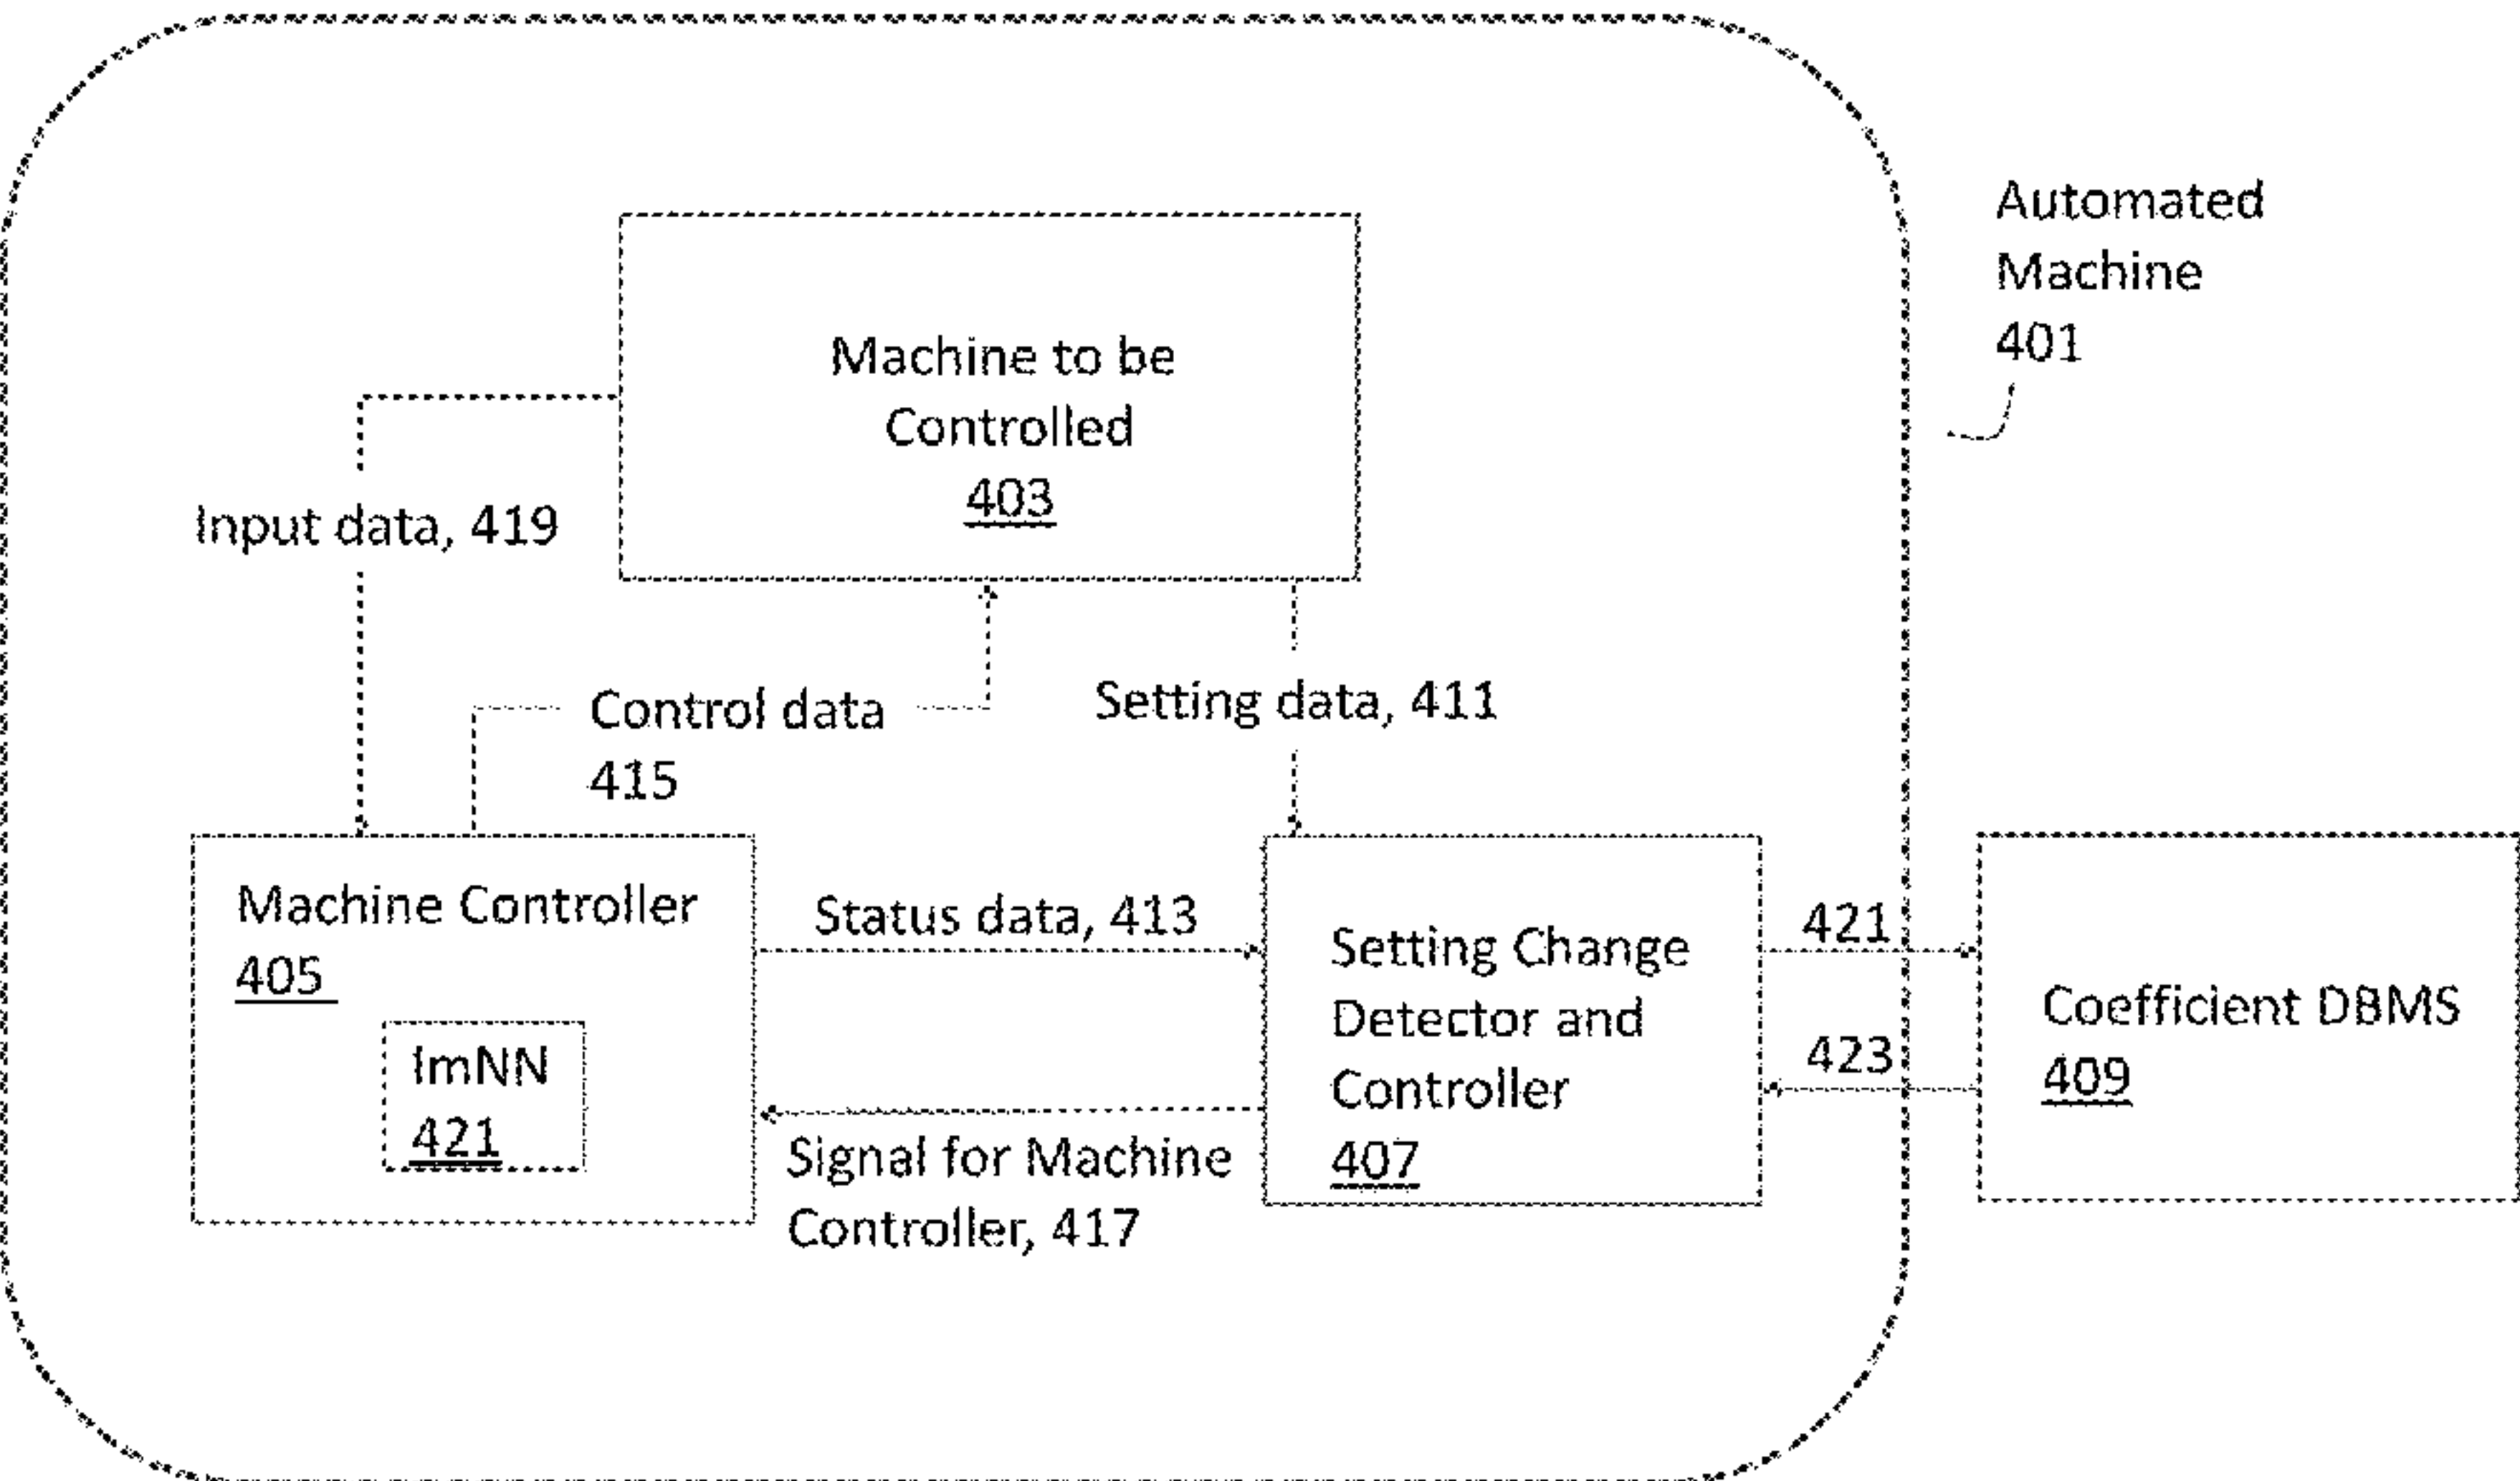 Automated
Machine
401
Machine to be
Controlled
403
Input data, 419
Control data
415
Setting data, 411
Machine Controller
405
ImNN
421
Status data, 413
Signal for Machine
Controller, 417
Setting Change
Detector and
Controller
407
421
423
Coefficient DBMS
409